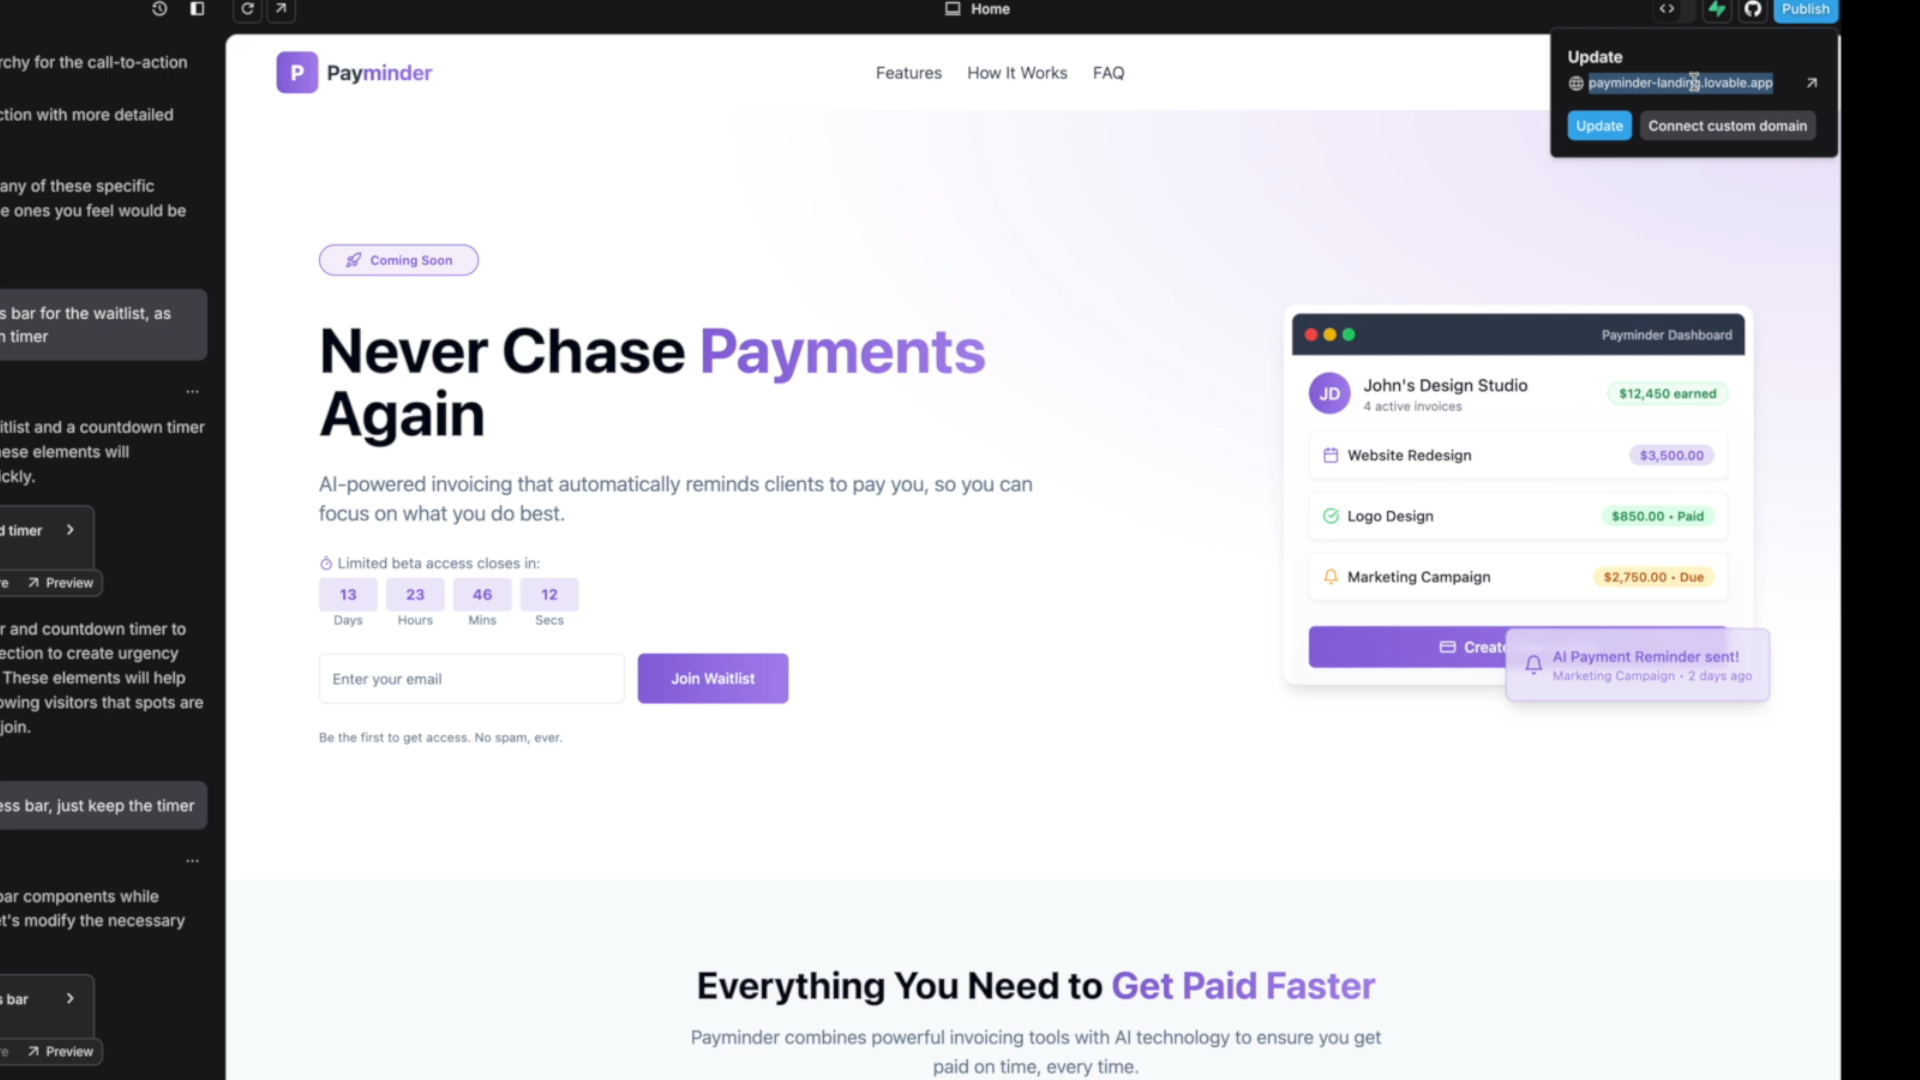 Home
Publish
rchy for the call-to-action
ction with more detailed
any of these specific
e ones you feel would be
s bar for the waitlist, as
n timer
...
itlist and a countdown timer
hese elements will
ickly.
d timer
re
Preview
r and countdown timer to
ection to create urgency
These elements will help
owing visitors that spots are
join.
ess bar, just keep the timer
...
bar components while
et's modify the necessary
s bar
re
Preview
P
Payminder
Features
How It Works
FAQ
Update
payminder-landing.lovable.app
Update
Connect custom domain
Coming Soon
Never Chase Payments
Again
AI-powered invoicing that automatically reminds clients to pay you, so you can
focus on what you do best.
Limited beta access closes in:
13 23 46 12
Days Hours Mins Secs
Enter your email
Join Waitlist
Be the first to get access. No spam, ever.
Payminder Dashboard
JD
John's Design Studio
4 active invoices
$12,450 earned
Website Redesign
$3,500.00
Logo Design
$850.00 • Paid
Marketing Campaign
$2,750.00 • Due
Create
AI Payment Reminder sent!
Marketing Campaign • 2 days ago
Everything You Need to Get Paid Faster
Payminder combines powerful invoicing tools with AI technology to ensure you get
paid on time, every time.